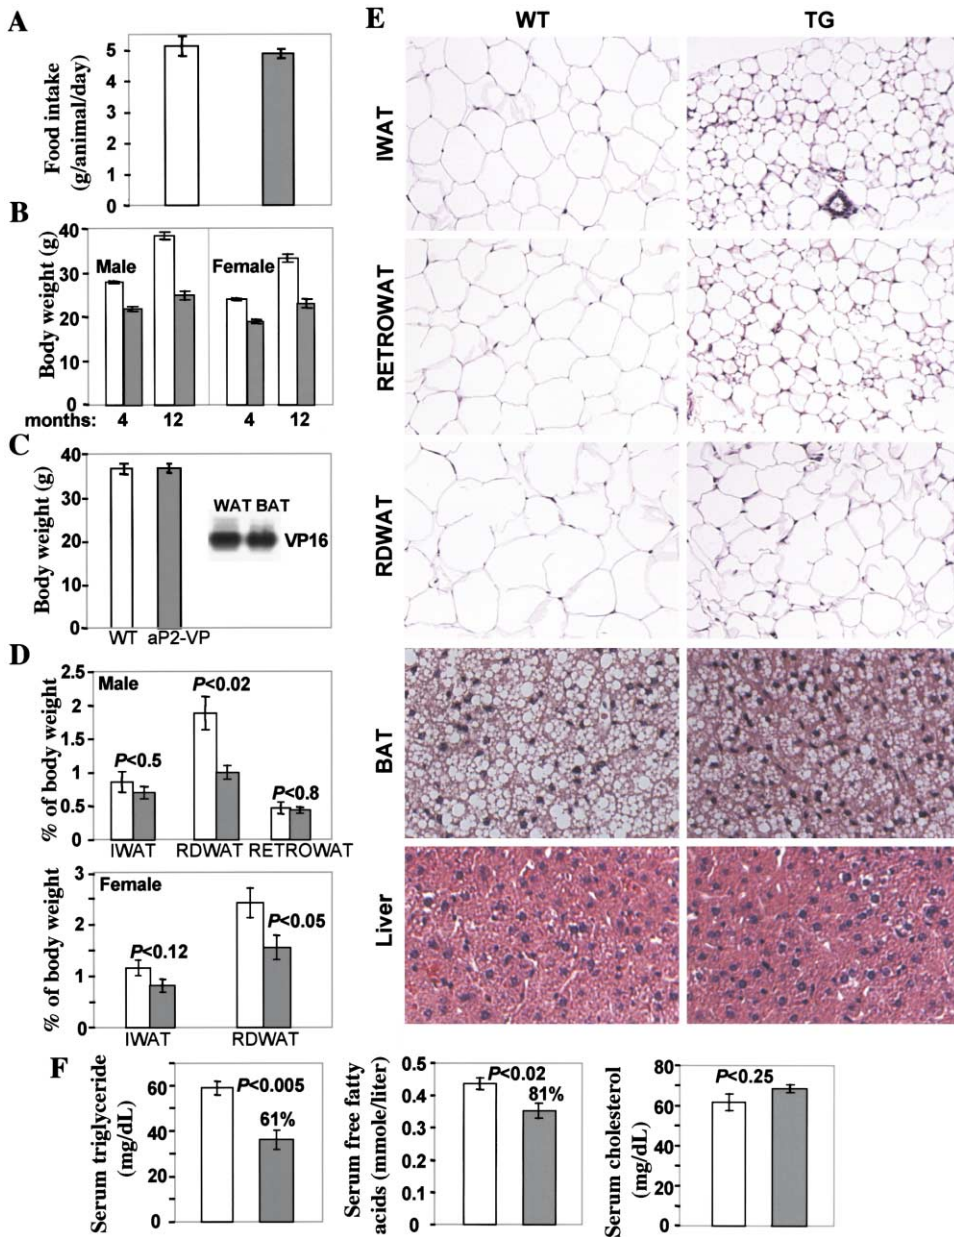 A
Food intake
(g/animal/day)
5
4
3
2
1
0
B
Body weight (g)
40
30
20
10
0
Male
Female
months: 4 12 4 12
C
Body weight (g)
40
30
20
10
0
WT aP2-VP
WAT BAT
VP16
D
% of body weight
2.5
2
1.5
1
0.5
0
Male
P<0.5
P<0.02
P<0.8
IWAT RDWAT RETROWAT
% of body weight
3
2
1
0
Female
P<0.12
P<0.05
IWAT RDWAT
E
WT TG
IWAT
RETROWAT
RDWAT
BAT
Liver
F
Serum triglyceride
(mg/dL)
60
40
20
0
P<0.005
61%
Serum free fatty
acids (mmole/liter)
0.5
0.4
0.3
0.2
0.1
0
P<0.02
81%
Serum cholesterol
(mg/dL)
80
60
40
20
0
P<0.25